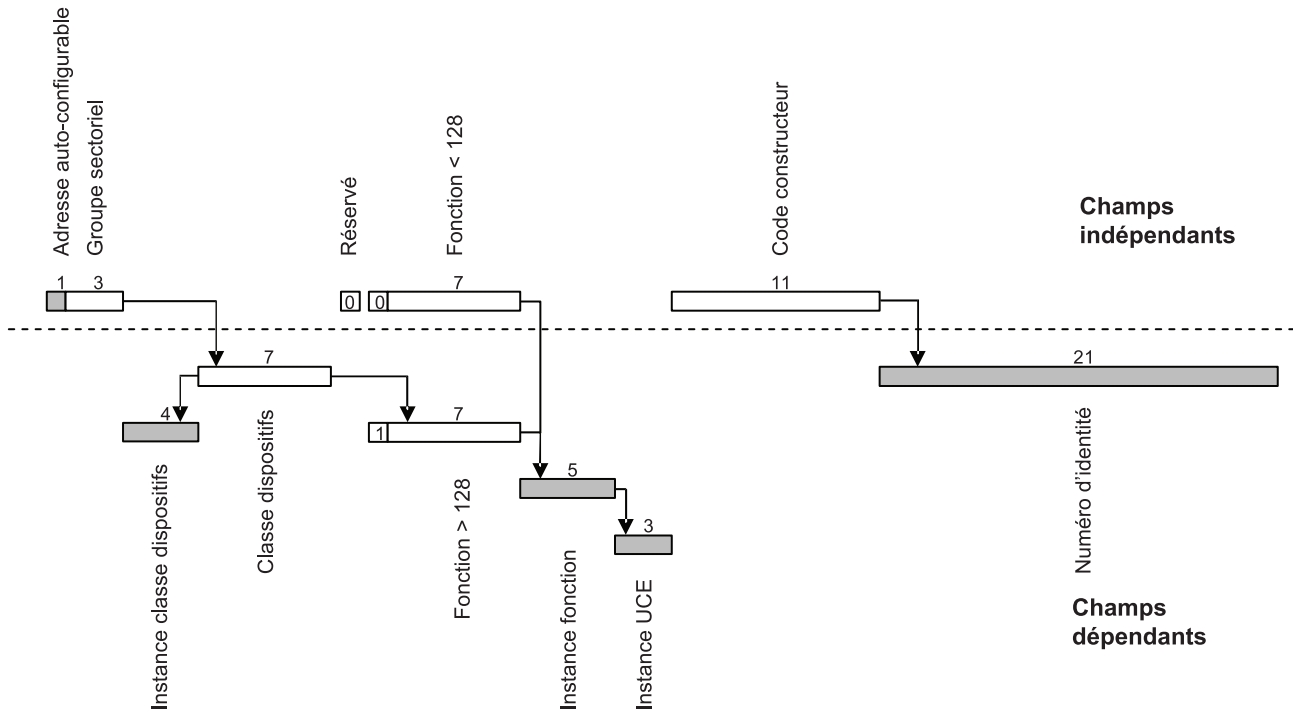 Adresse auto-configurable
Groupe sectoriel
Réservé
Fonction < 128
Code constructeur
Champs
indépendants
1
3
0
0
7
11
7
21
4
1
7
5
3
Instance classe dispositifs
Classe dispositifs
Fonction > 128
Instance fonction
Instance UCE
Numéro d'identité
Champs
dépendants